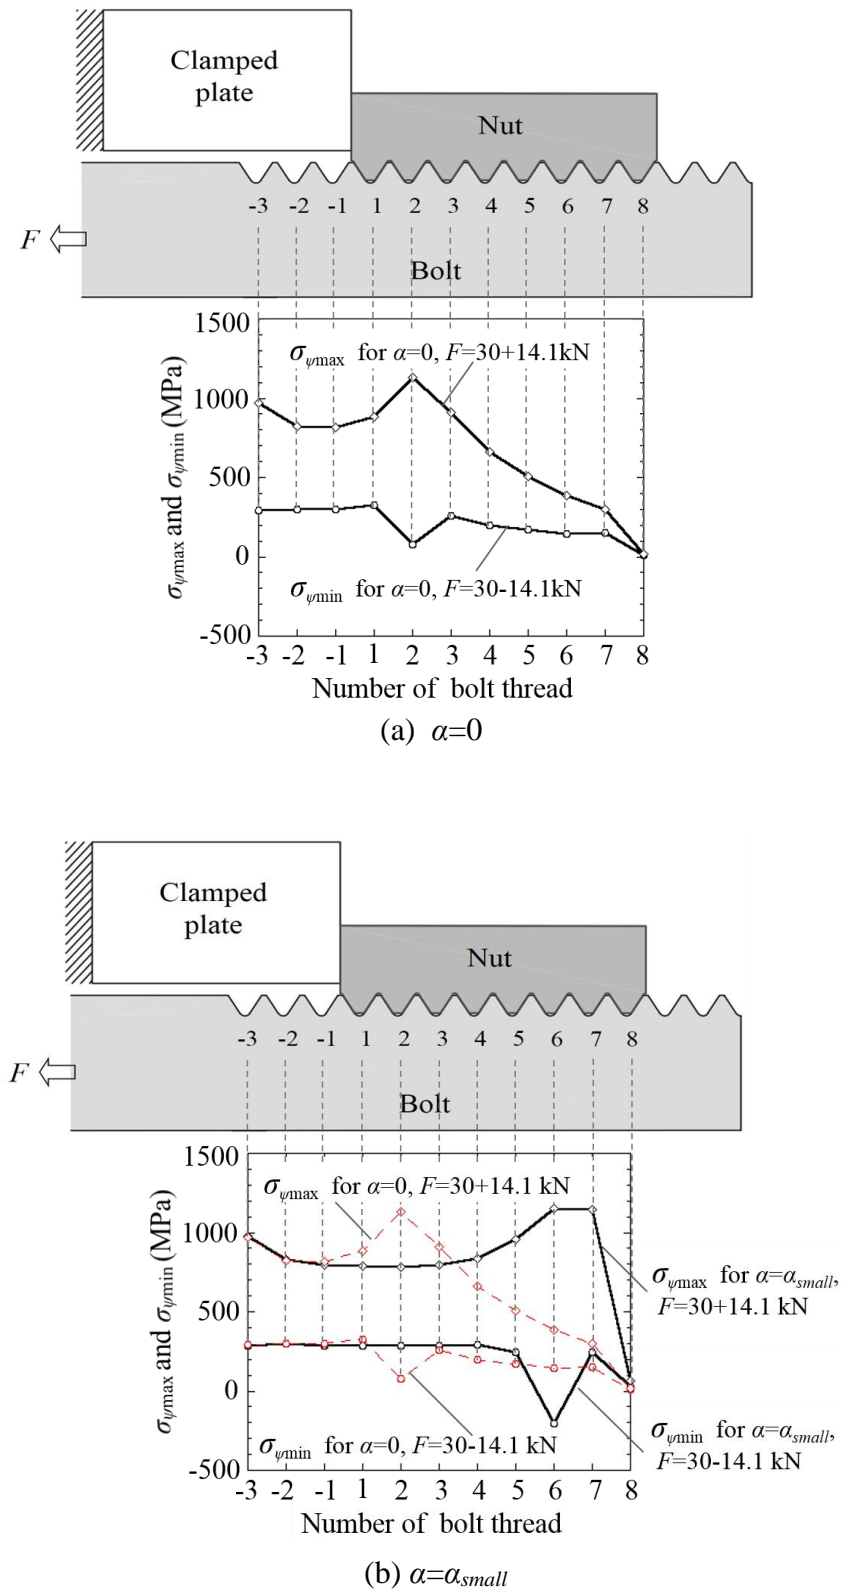 Clamped
plate
Nut
-3 -2 -1 1 2 3 4 5 6 7 8
F
Bolt
1500
1000
500
0
-500
σψmax and σψmin (MPa)
σψmax for α=0, F=30+14.1kN
σψmin for α=0, F=30-14.1kN
-3 -2 -1 1 2 3 4 5 6 7 8
Number of bolt thread
(a) α=0
Clamped
plate
Nut
-3 -2 -1 1 2 3 4 5 6 7 8
F
Bolt
1500
1000
500
0
-500
σψmax and σψmin (MPa)
σψmax for α=0, F=30+14.1 kN
σψmax for α=αsmall,
F=30+14.1 kN
σψmin for α=0, F=30-14.1 kN
σψmin for α=αsmall,
F=30-14.1 kN
-3 -2 -1 1 2 3 4 5 6 7 8
Number of bolt thread
(b) α=αsmall